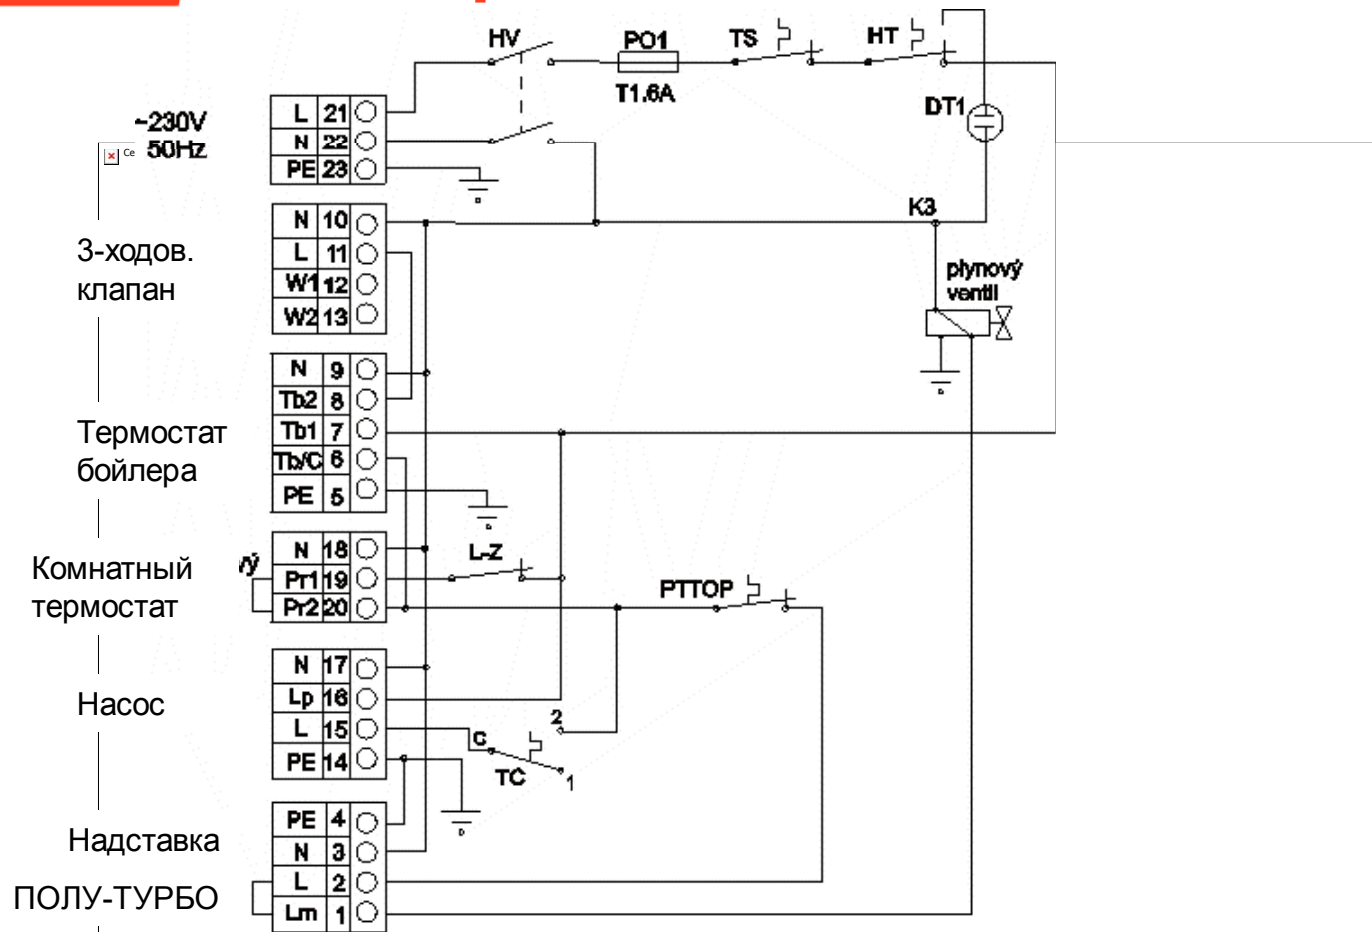 HV
PO1
TS
HT
T1.6A
DT1
~230V
50Hz
Се
L 21
N 22
PE 23
3-ходов.
клапан
N 10
L 11
W1 12
W2 13
K3
plynový
ventil
Термостат
бойлера
N 9
Tb2 8
Tb1 7
Tb/C 6
PE 5
Комнатный
термостат
vý
N 18
Pr1 19
Pr2 20
L-Z
PTTOP
Насос
N 17
Lp 16
L 15
PE 14
C
2
TC
1
Надставка
ПОЛУ-ТУРБО
PE 4
N 3
L 2
Lm 1